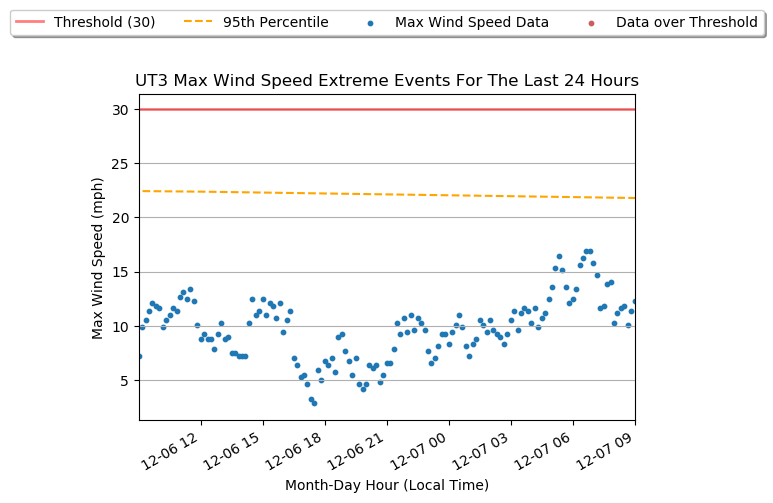 Threshold (30) 95th Percentile Max Wind Speed Data Data over Threshold
UT3 Max Wind Speed Extreme Events For The Last 24 Hours
30
25
20
15
10
5
Max Wind Speed (mph)
12-06 12 12-06 15 12-06 18 12-06 21 12-07 00 12-07 03 12-07 06 12-07 09
Month-Day Hour (Local Time)